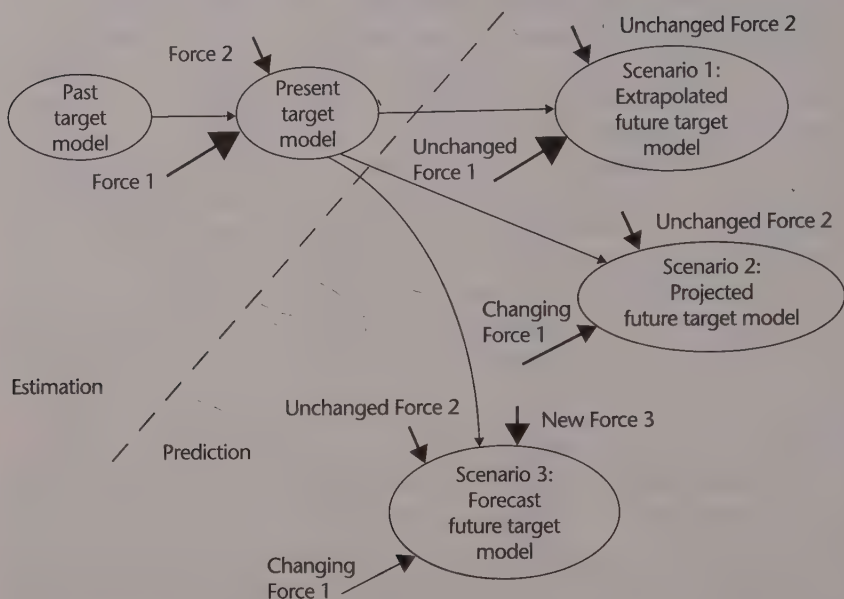 Force 2
Past
target
model
Force 1
Present
target
model
Unchanged Force 2
Scenario 1:
Extrapolated
future target
model
Unchanged
Force 1
Unchanged Force 2
Scenario 2:
Projected
future target model
Changing
Force 1
Estimation
Prediction
Unchanged Force 2
New Force 3
Scenario 3:
Forecast
future target
model
Changing
Force 1